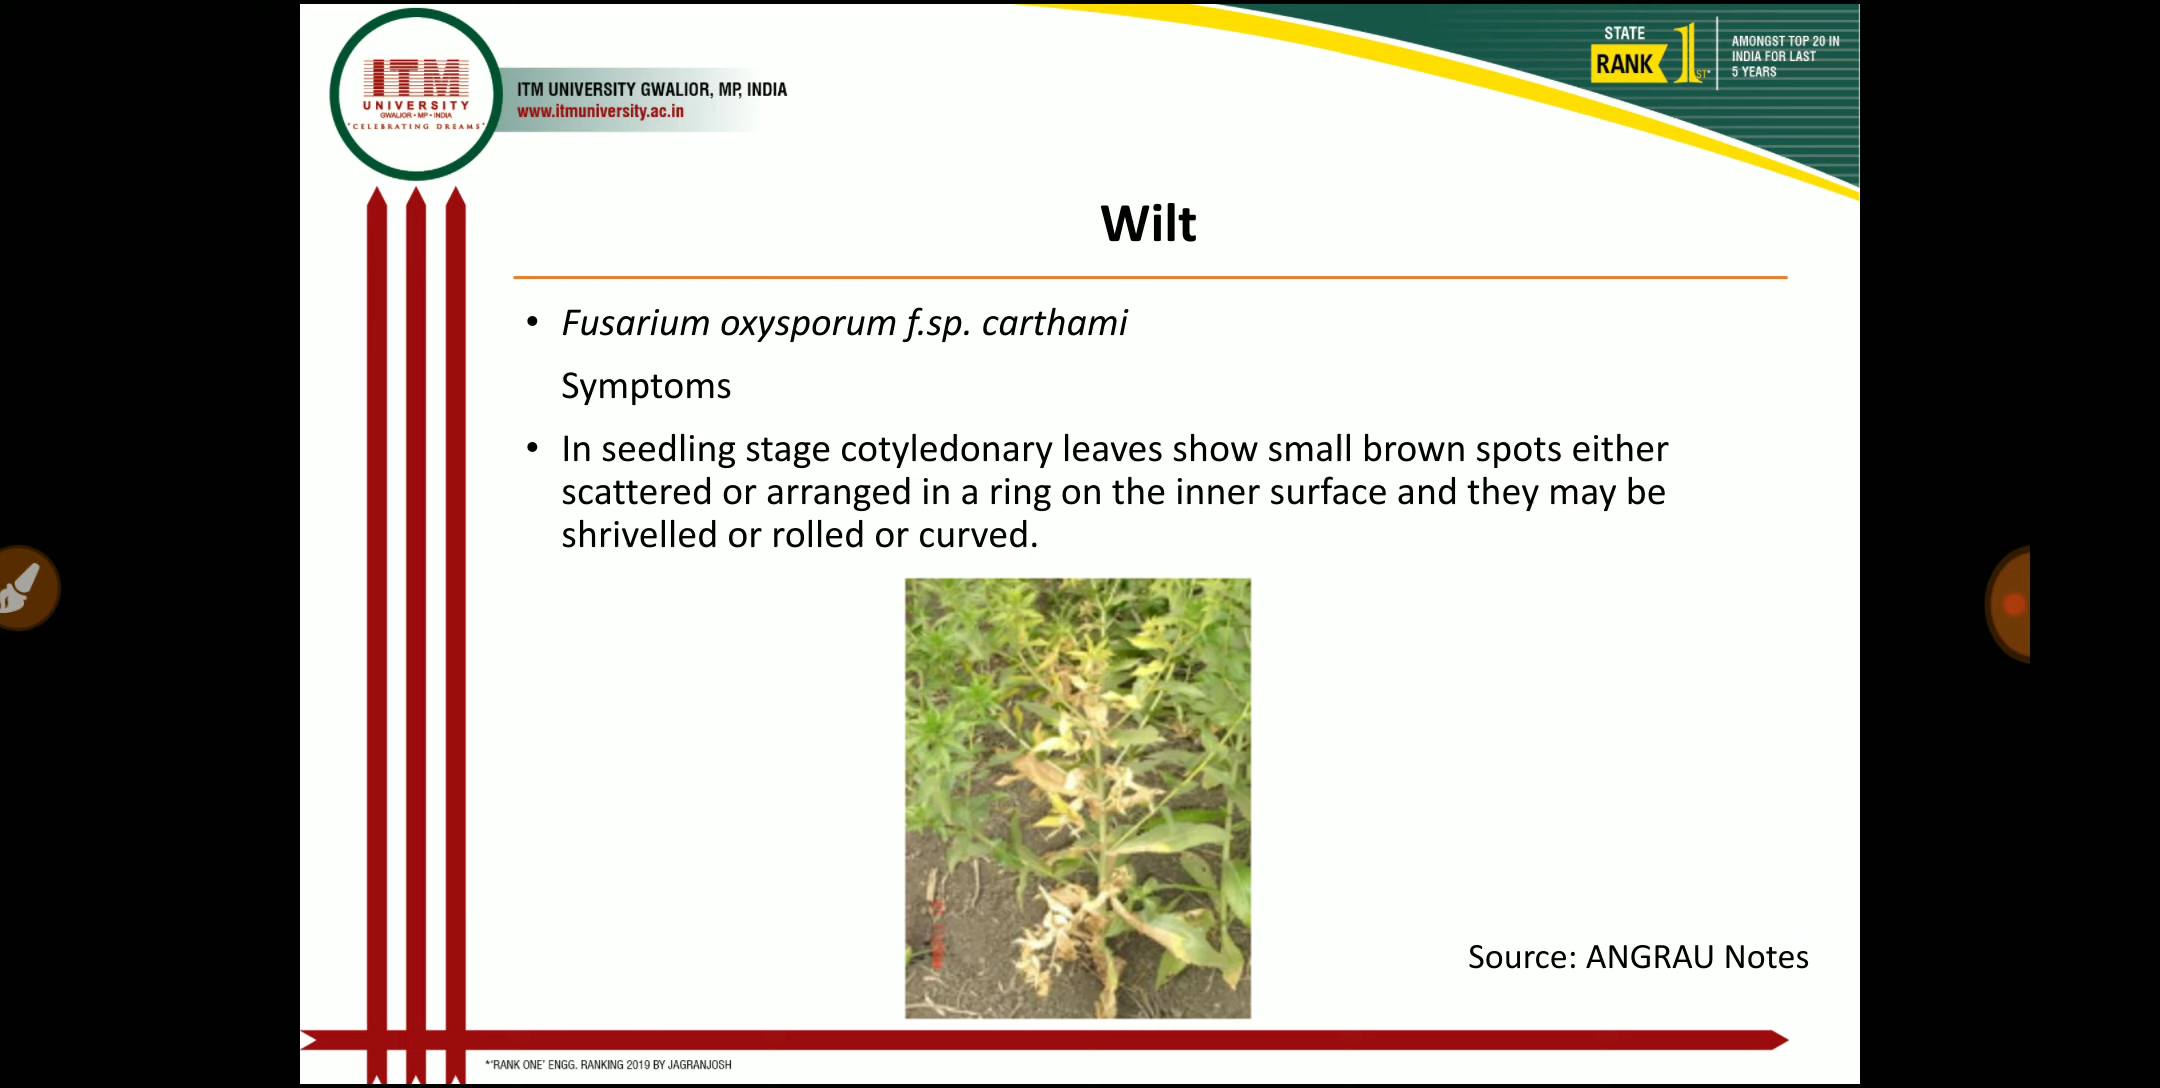 ITM
UNIVERSITY
GWALIOR • MP • INDIA
"CELEBRATING DREAMS"
ITM UNIVERSITY GWALIOR, MP, INDIA
www.itmuniversity.ac.in
STATE
RANK 1ST*
AMONGST TOP 20 IN
INDIA FOR LAST
5 YEARS
Wilt
• Fusarium oxysporum f.sp. carthami
Symptoms
• In seedling stage cotyledonary leaves show small brown spots either
scattered or arranged in a ring on the inner surface and they may be
shrivelled or rolled or curved.
Source: ANGRAU Notes
*'RANK ONE' ENGG. RANKING 2019 BY JAGRANJOSH